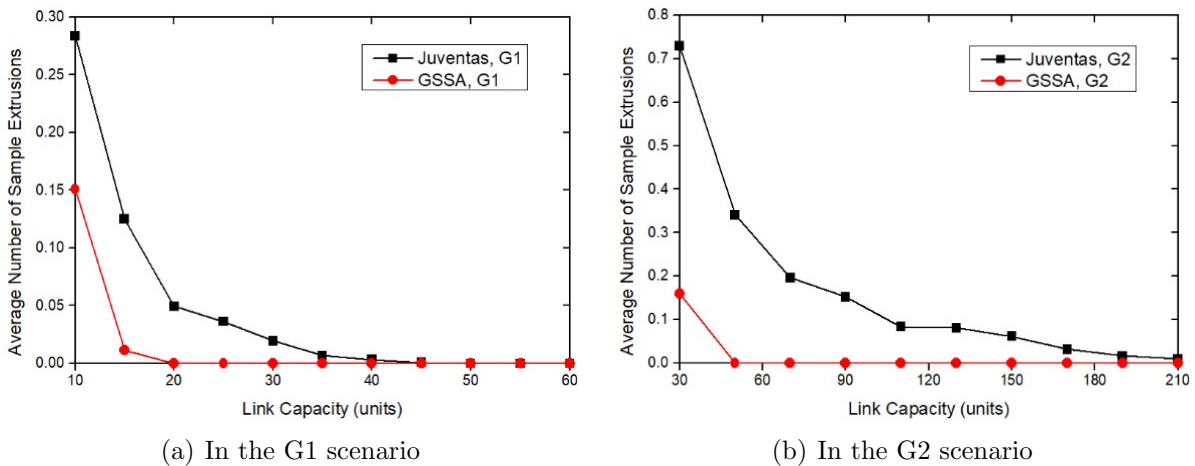 0.30
0.25
0.20
0.15
0.10
0.05
0.00
Average Number of Sample Extrusions
Juventas, G1
GSSA, G1
10 20 30 40 50 60
Link Capacity (units)
(a) In the G1 scenario
0.8
0.7
0.6
0.5
0.4
0.3
0.2
0.1
0.0
Average Number of Sample Extrusions
Juventas, G2
GSSA, G2
30 60 90 120 150 180 210
Link Capacity (units)
(b) In the G2 scenario